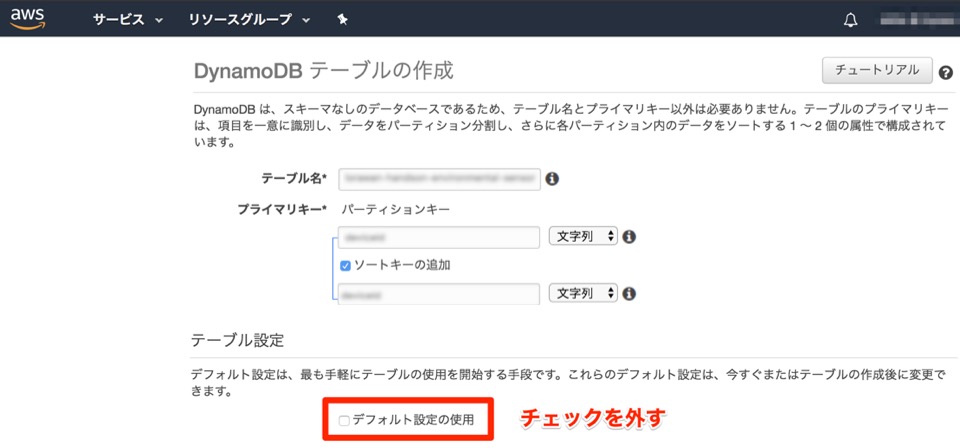 aws サービス リソースグループ
DynamoDB テーブルの作成 チュートリアル ?
DynamoDB は、スキーマなしのデータベースであるため、テーブル名とプライマリキー以外は必要ありません。テーブルのプライマリキー
は、項目を一意に識別し、データをパーティション分割し、さらに各パーティション内のデータをソートする 1 〜 2 個の属性で構成されて
います。
テーブル名*
プライマリキー* パーティションキー
文字列
ソートキーの追加
文字列
テーブル設定
デフォルト設定は、最も手軽にテーブルの使用を開始する手段です。これらのデフォルト設定は、今すぐまたはテーブルの作成後に変更で
きます。
デフォルト設定の使用 チェックを外す